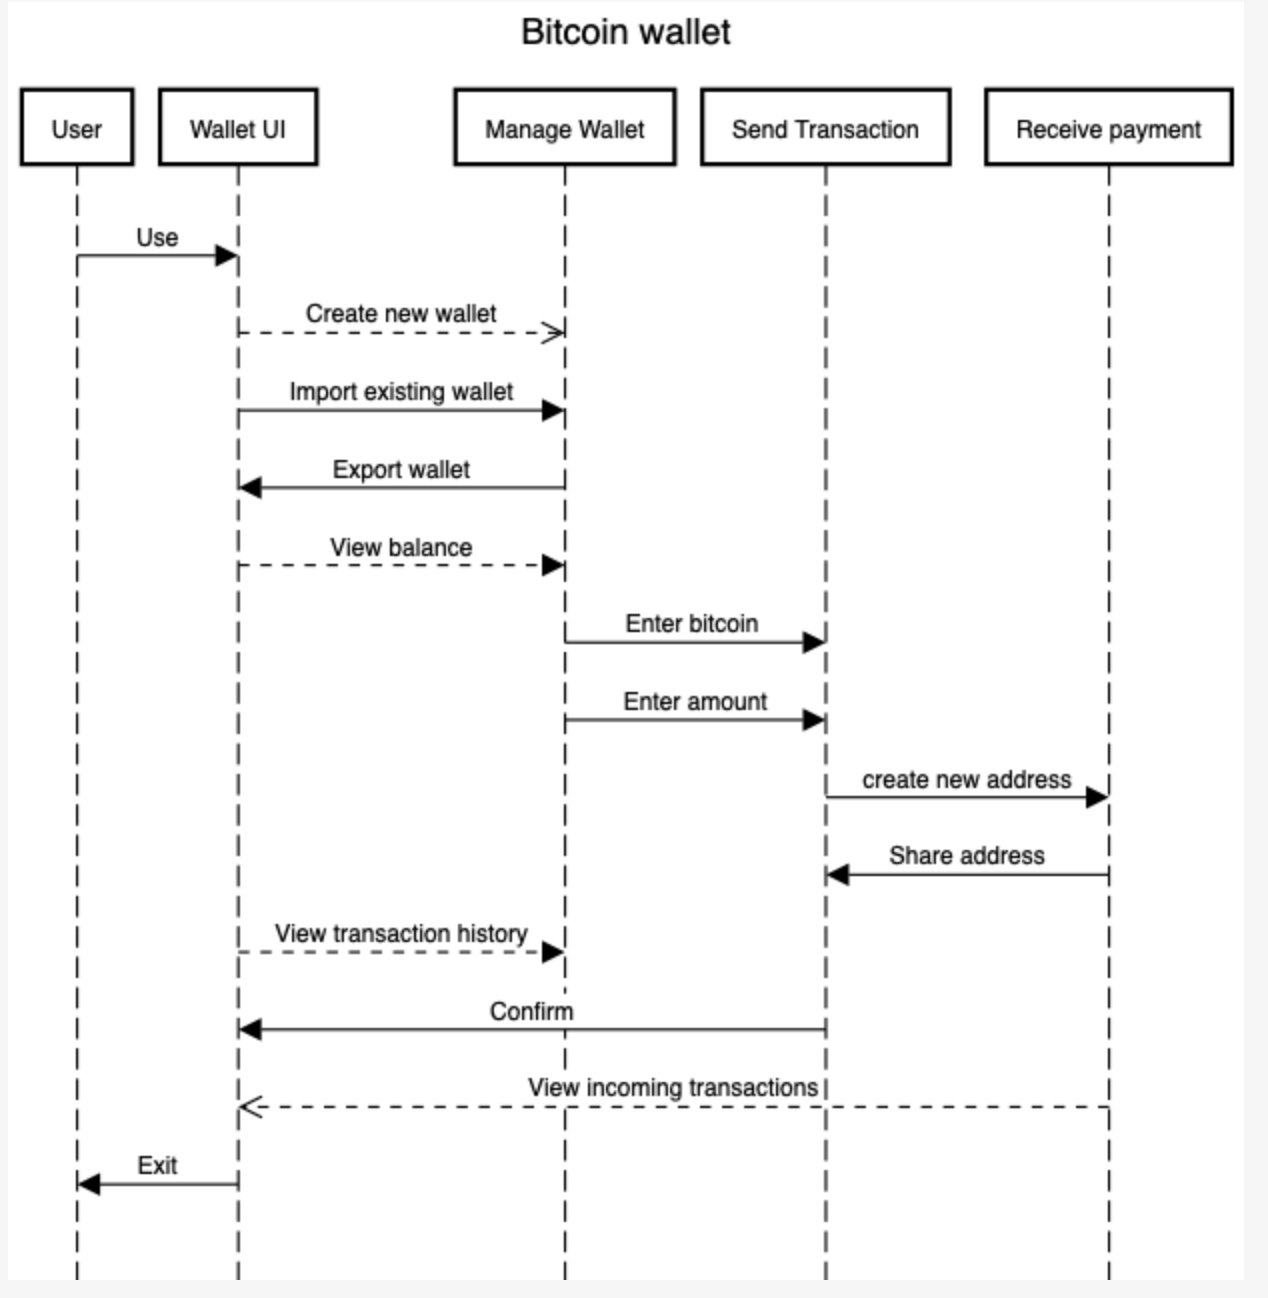 Bitcoin wallet
User
Wallet UI
Manage Wallet
Send Transaction
Receive payment
Use
Create new wallet
Import existing wallet
Export wallet
View balance
Enter bitcoin
Enter amount
create new address
Share address
View transaction history
Confirm
View incoming transactions
Exit